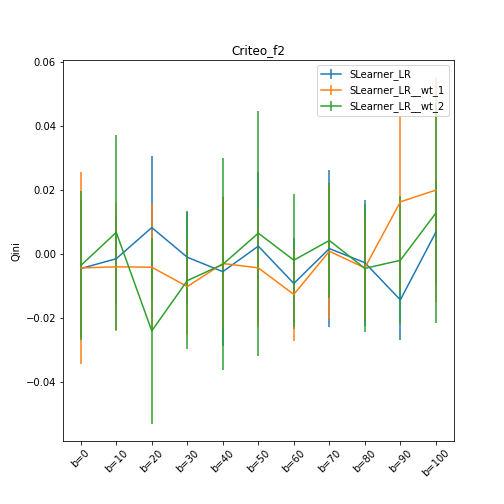 Criteo_f2
SLearner_LR
SLearner_LR__wt_1
SLearner_LR__wt_2
Qini
0.06
0.04
0.02
0.00
−0.02
−0.04
b=0
b=10
b=20
b=30
b=40
b=50
b=60
b=70
b=80
b=90
b=100